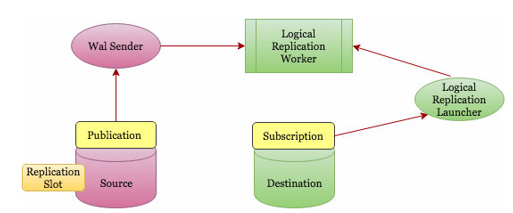 Wal Sender
Logical
Replication
Worker
Logical
Replication
Launcher
Publication
Subscription
Replication
Slot
Source
Destination